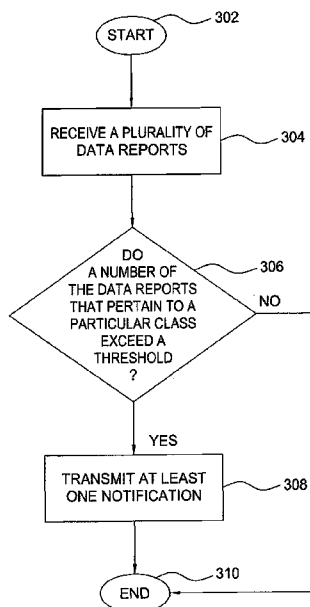 302
START
RECEIVE A PLURALITY OF
DATA REPORTS
304
DO
A NUMBER OF
THE DATA REPORTS
THAT PERTAIN TO A
PARTICULAR CLASS
EXCEED A
THRESHOLD
?
306
NO
YES
TRANSMIT AT LEAST
ONE NOTIFICATION
308
310
END